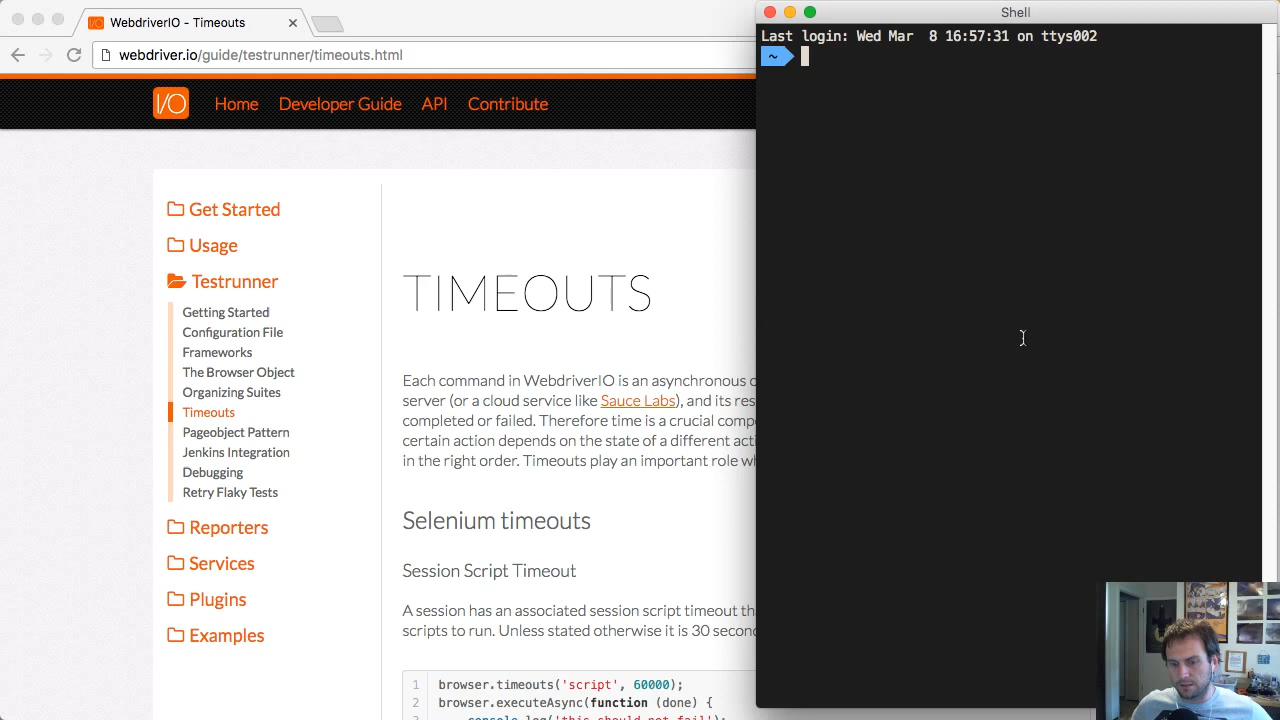 WebdriverIO - Timeouts
webdriver.io/guide/testrunner/timeouts.html
I/O
Home
Developer Guide
API
Contribute
Get Started
Usage
Testrunner
Getting Started
Configuration File
Frameworks
The Browser Object
Organizing Suites
Timeouts
Pageobject Pattern
Jenkins Integration
Debugging
Retry Flaky Tests
Reporters
Services
Plugins
Examples
TIMEOUTS
Each command in WebdriverIO is an asynchronous
server (or a cloud service like Sauce Labs), and its
completed or failed. Therefore time is a crucial
certain action depends on the state of a different
in the right order. Timeouts play an important role
Selenium timeouts
Session Script Timeout
A session has an associated session script timeout
scripts to run. Unless stated otherwise it is 30
1 browser.timeouts('script', 60000);
2 browser.executeAsync(function (done) {
console.log('this should not fail');
Shell
Last login: Wed Mar 8 16:57:31 on ttys002
~